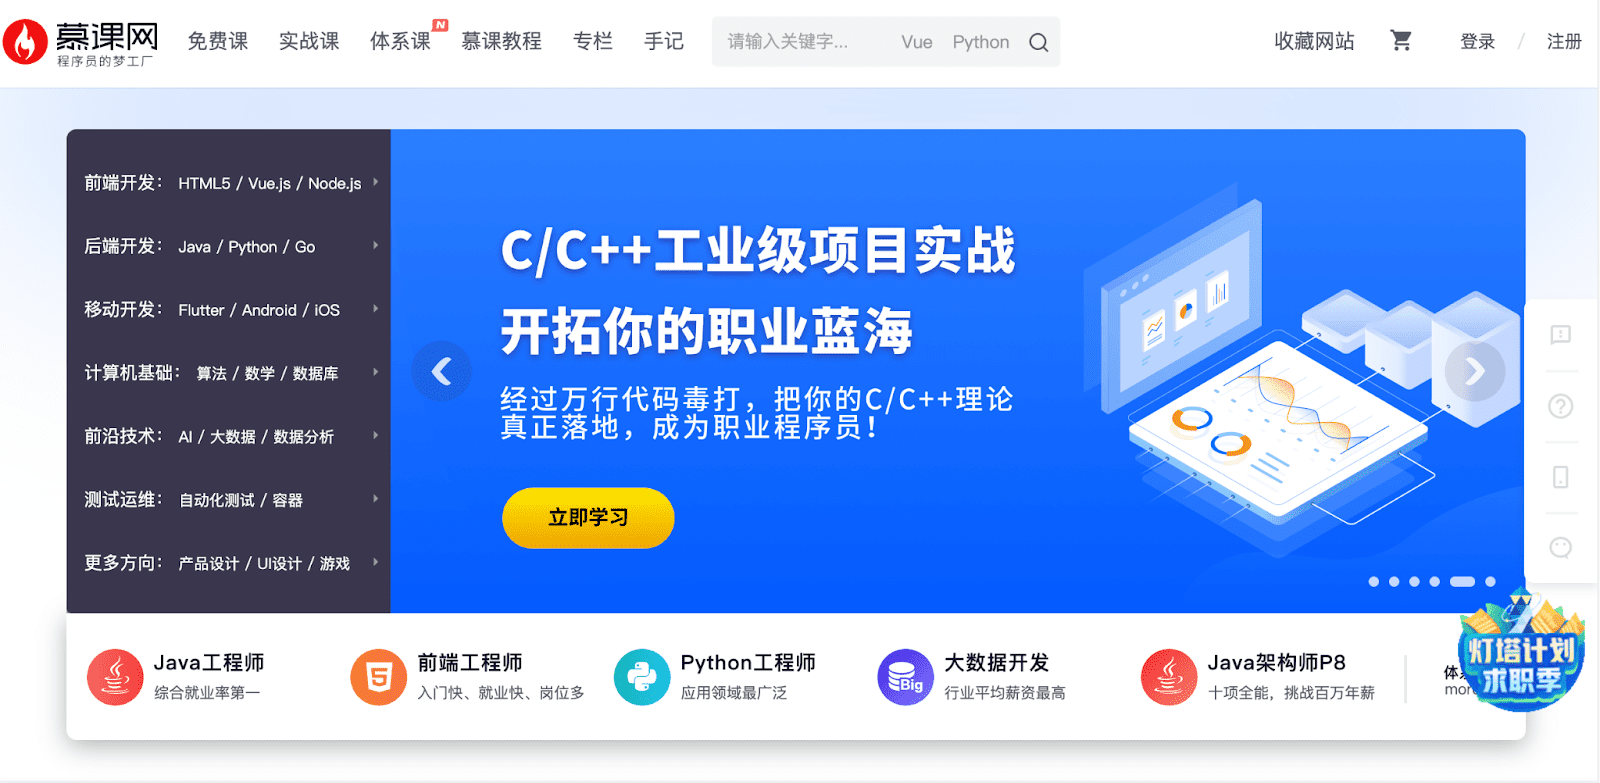 慕课网
程序员的梦工厂
免费课 实战课 体系课 N 慕课教程 专栏 手记
请输入关键字... Vue Python
收藏网站 登录 / 注册
前端开发： HTML5 / Vue.js / Node.js
后端开发： Java / Python / Go
移动开发： Flutter / Android / iOS
计算机基础： 算法 / 数学 / 数据库
前沿技术： AI / 大数据 / 数据分析
测试运维： 自动化测试 / 容器
更多方向： 产品设计 / UI设计 / 游戏
C/C++工业级项目实战
开拓你的职业蓝海
经过万行代码毒打，把你的C/C++理论
真正落地，成为职业程序员！
立即学习
Java工程师
综合就业率第一
5
前端工程师
入门快、就业快、岗位多
Python工程师
应用领域最广泛
Big
大数据开发
行业平均薪资最高
Java架构师P8
十项全能，挑战百万年薪
灯塔计划
求职季